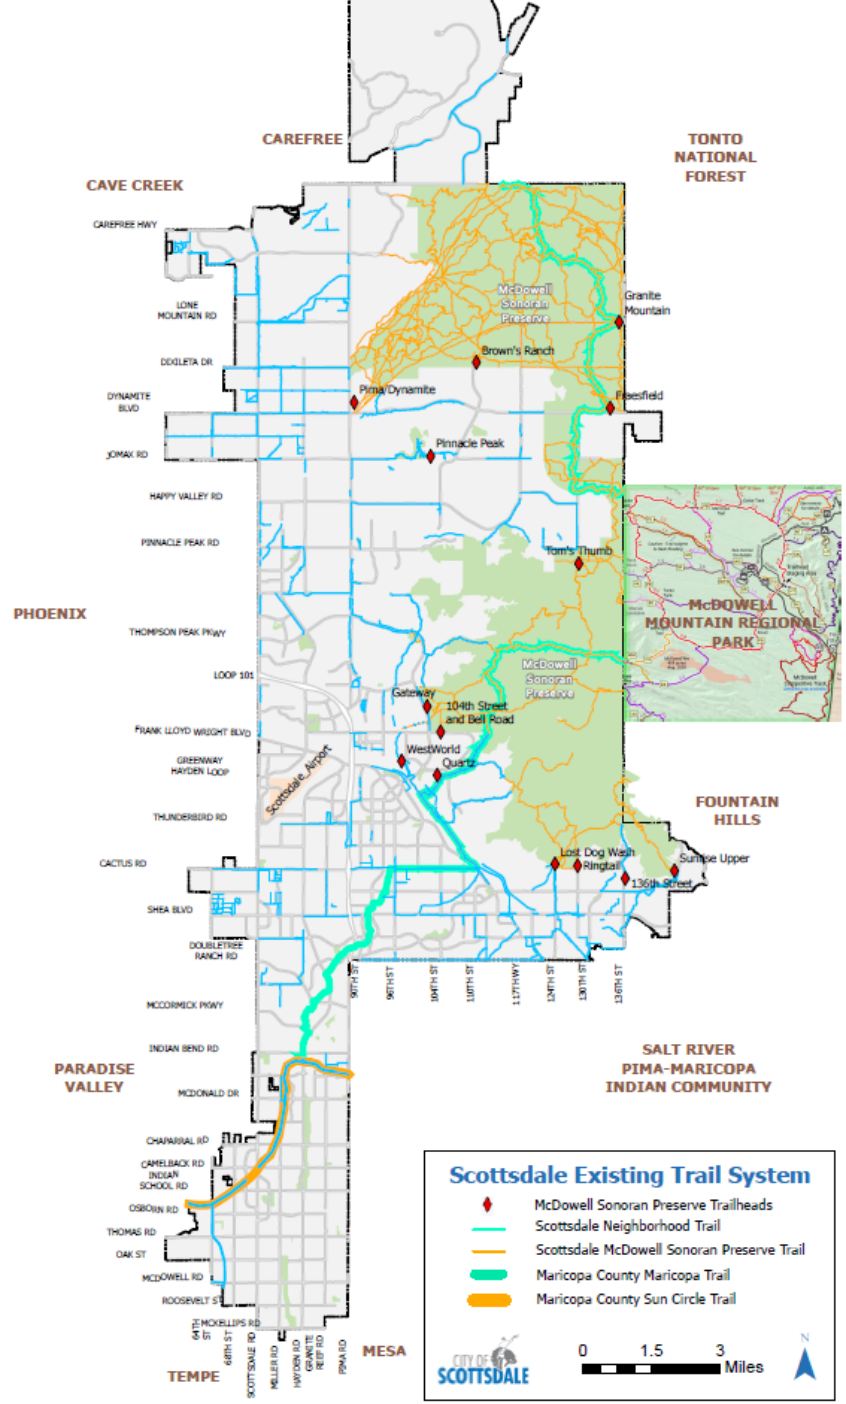 CAREFREE
TONTO
NATIONAL
FOREST
CAVE CREEK
CAREFREE HWY
McDowell
Sonoran
Preserve
Granite
Mountain
LONE
MOUNTAIN RD
Brown's Ranch
DIXILETA DR
Pima/Dynamite
DYNAMITE
BLVD
Fraesfield
Pinnacle Peak
JOMAX RD
HAPPY VALLEY RD
PINNACLE PEAK RD
Tom's Thumb
PHOENIX
McDOWELL
MOUNTAIN REGIONAL
PARK
THOMPSON PEAK PKWY
McDowell
Sonoran
Preserve
LOOP 101
Gateway
104th Street
and Bell Road
FRANK LLOYD WRIGHT BLVD
WestWorld
Quartz
GREENWAY
HAYDEN LOOP
Scottsdale Airport
THUNDERBIRD RD
FOUNTAIN
HILLS
CACTUS RD
Lost Dog Wash
Ringtail
Sunrise Upper
136th Street
SHEA BLVD
DOUBLETREE
RANCH RD
90TH ST
96TH ST
104TH ST
110TH ST
117TH WY
124TH ST
130TH ST
136TH ST
MCCORMICK PKWY
INDIAN BEND RD
PARADISE
VALLEY
SALT RIVER
PIMA-MARICOPA
INDIAN COMMUNITY
MCDONALD DR
CHAPARRAL RD
CAMELBACK RD
INDIAN
SCHOOL RD
OSBORN RD
THOMAS RD
OAK ST
MCDOWELL RD
ROOSEVELT ST
MCKELLIPS RD
64TH
ST
68TH ST
SCOTTSDALE RD
MILLER RD
HAYDEN RD
GRANITE
REEF RD
PIMA RD
TEMPE
MESA
Scottsdale Existing Trail System
McDowell Sonoran Preserve Trailheads
Scottsdale Neighborhood Trail
Scottsdale McDowell Sonoran Preserve Trail
Maricopa County Maricopa Trail
Maricopa County Sun Circle Trail
CITY OF
SCOTTSDALE
0 1.5 3
Miles
N